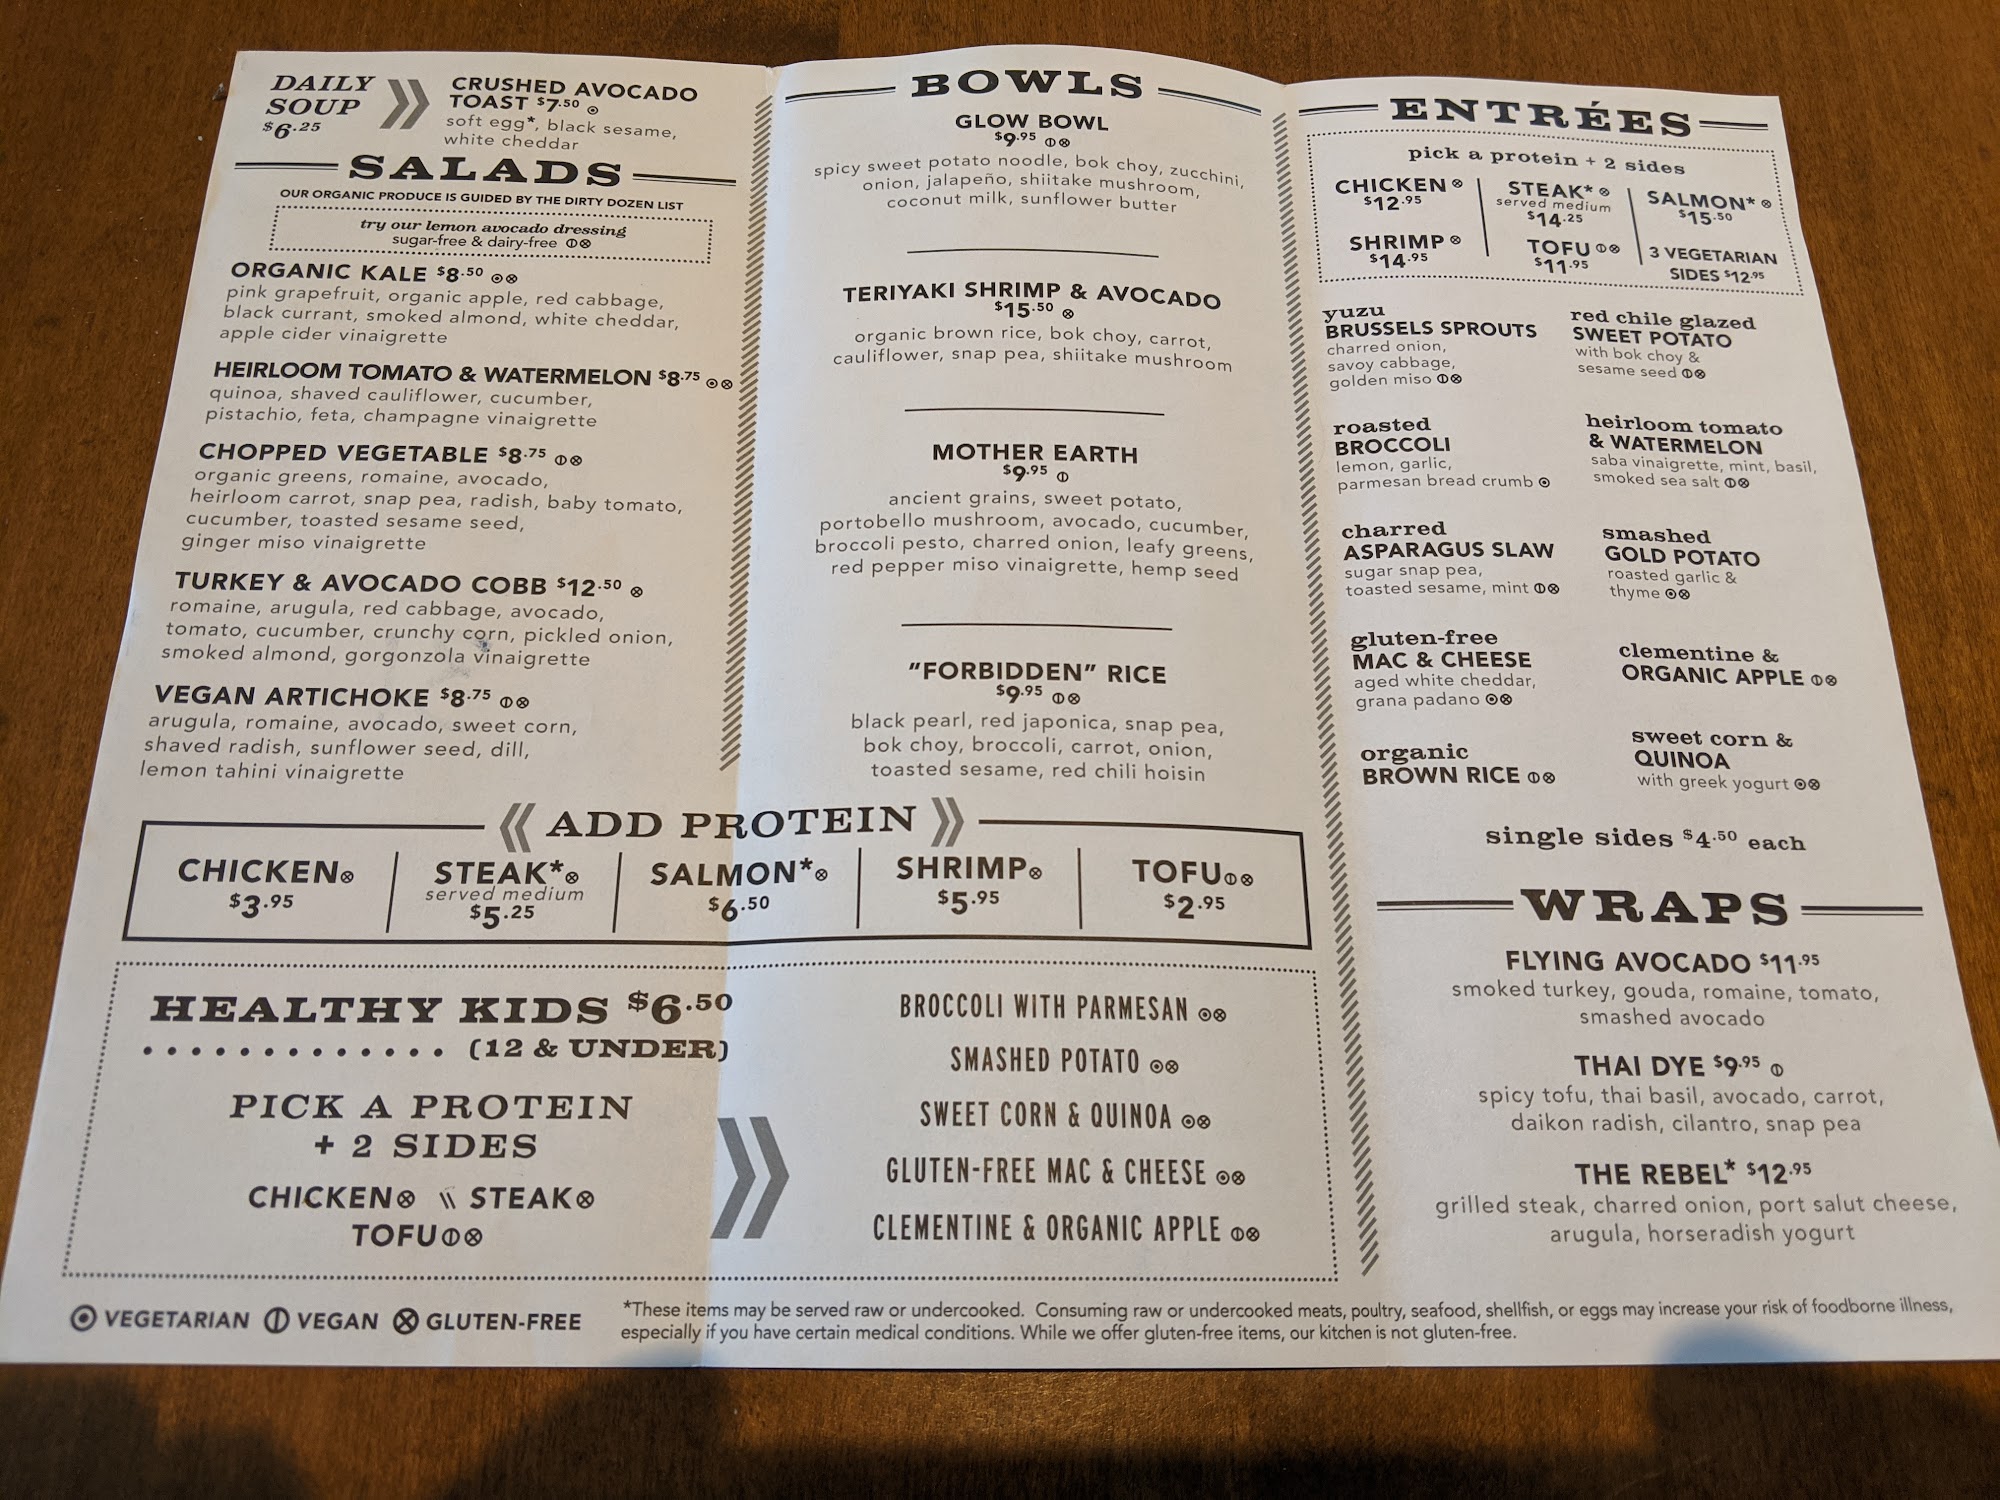 DAILY
SOUP
$6.25
CRUSHED AVOCADO
TOAST $7.50
soft egg*, black sesame,
white cheddar
SALADS
OUR ORGANIC PRODUCE IS GUIDED BY THE DIRTY DOZEN LIST
try our lemon avocado dressing
sugar-free & dairy-free
ORGANIC KALE $8.50
pink grapefruit, organic apple, red cabbage,
black currant, smoked almond, white cheddar,
apple cider vinaigrette
HEIRLOOM TOMATO & WATERMELON $8.75
quinoa, shaved cauliflower, cucumber,
pistachio, feta, champagne vinaigrette
CHOPPED VEGETABLE $8.75
organic greens, romaine, avocado,
heirloom carrot, snap pea, radish, baby tomato,
cucumber, toasted sesame seed,
ginger miso vinaigrette
TURKEY & AVOCADO COBB $12.50
romaine, arugula, red cabbage, avocado,
tomato, cucumber, crunchy corn, pickled onion,
smoked almond, gorgonzola vinaigrette
VEGAN ARTICHOKE $8.75
arugula, romaine, avocado, sweet corn,
shaved radish, sunflower seed, dill,
lemon tahini vinaigrette
BOWLS
GLOW BOWL
$9.95
spicy sweet potato noodle, bok choy, zucchini,
onion, jalapeño, shiitake mushroom,
coconut milk, sunflower butter
TERIYAKI SHRIMP & AVOCADO
$15.50
organic brown rice, bok choy, carrot,
cauliflower, snap pea, shiitake mushroom
MOTHER EARTH
$9.95
ancient grains, sweet potato,
portobello mushroom, avocado, cucumber,
broccoli pesto, charred onion, leafy greens,
red pepper miso vinaigrette, hemp seed
"FORBIDDEN" RICE
$9.95
black pearl, red japonica, snap pea,
bok choy, broccoli, carrot, onion,
toasted sesame, red chili hoisin
ADD PROTEIN
CHICKEN
$3.95
STEAK*
served medium
$5.25
SALMON*
$6.50
SHRIMP
$5.95
TOFU
$2.95
HEALTHY KIDS $6.50
(12 & UNDER)
PICK A PROTEIN
+ 2 SIDES
CHICKEN \\ STEAK
TOFU
BROCCOLI WITH PARMESAN
SMASHED POTATO
SWEET CORN & QUINOA
GLUTEN-FREE MAC & CHEESE
CLEMENTINE & ORGANIC APPLE
ENTRÉES
pick a protein + 2 sides
CHICKEN
$12.95
STEAK*
served medium
$14.25
SALMON*
$15.50
SHRIMP
$14.95
TOFU
$11.95
3 VEGETARIAN
SIDES $12.95
yuzu
BRUSSELS SPROUTS
charred onion,
savoy cabbage,
golden miso
red chile glazed
SWEET POTATO
with bok choy &
sesame seed
roasted
BROCCOLI
lemon, garlic,
parmesan bread crumb
heirloom tomato
& WATERMELON
saba vinaigrette, mint, basil,
smoked sea salt
charred
ASPARAGUS SLAW
sugar snap pea,
toasted sesame, mint
smashed
GOLD POTATO
roasted garlic &
thyme
gluten-free
MAC & CHEESE
aged white cheddar,
grana padano
clementine &
ORGANIC APPLE
organic
BROWN RICE
sweet corn &
QUINOA
with greek yogurt
single sides $4.50 each
WRAPS
FLYING AVOCADO $11.95
smoked turkey, gouda, romaine, tomato,
smashed avocado
THAI DYE $9.95
spicy tofu, thai basil, avocado, carrot,
daikon radish, cilantro, snap pea
THE REBEL* $12.95
grilled steak, charred onion, port salut cheese,
arugula, horseradish yogurt
VEGETARIAN VEGAN GLUTEN-FREE
*These items may be served raw or undercooked. Consuming raw or undercooked meats, poultry, seafood, shellfish, or eggs may increase your risk of foodborne illness,
especially if you have certain medical conditions. While we offer gluten-free items, our kitchen is not gluten-free.